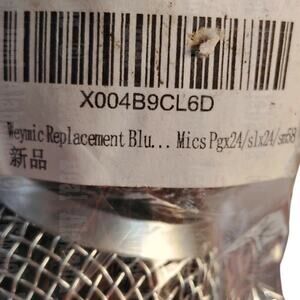 X004B9CL6D
Weymic Replacement Blu... Mics Pgx24/slx24/sm58
新品